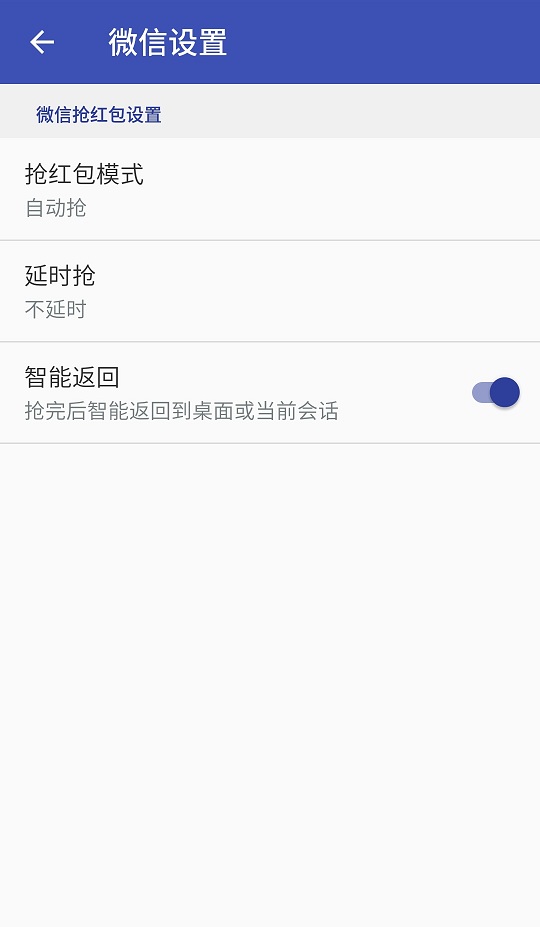 微信设置
微信抢红包设置
抢红包模式
自动抢
延时抢
不延时
智能返回
抢完后智能返回到桌面或当前会话